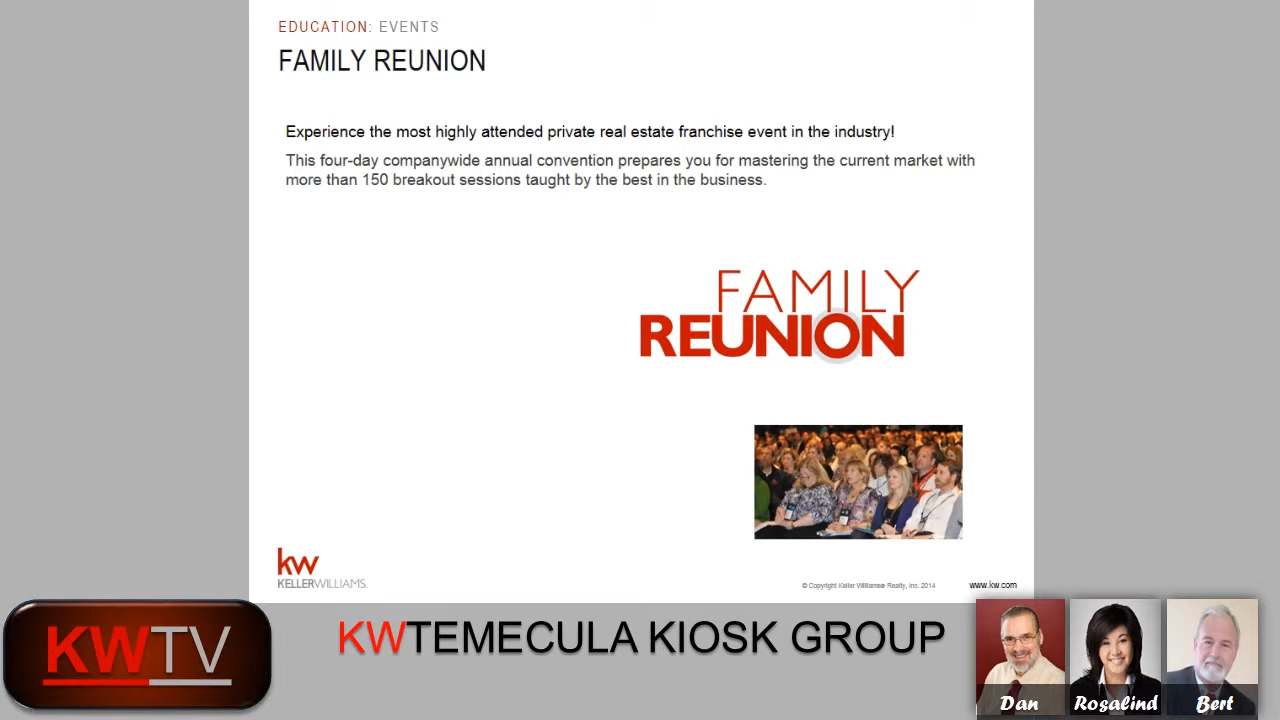 EDUCATION: EVENTS
FAMILY REUNION
Experience the most highly attended private real estate franchise event in the industry!
This four-day companywide annual convention prepares you for mastering the current market with
more than 150 breakout sessions taught by the best in the business.
FAMILY
REUNION
kw
KELLERWILLIAMS.
© Copyright Keller Williams® Realty, Inc. 2014
www.kw.com
KWTV
KWTEMECULA KIOSK GROUP
Dan
Rosalind
Bert